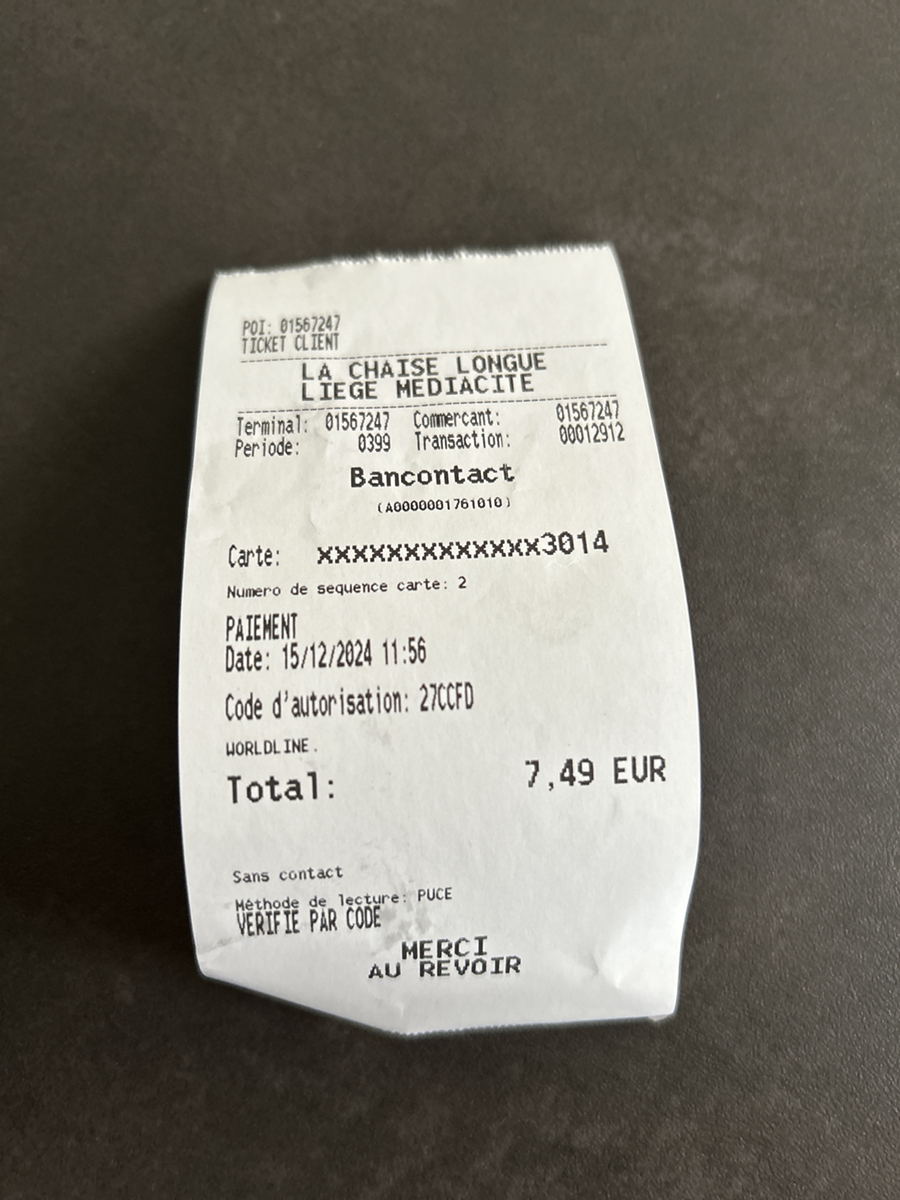 POI: 01567247
TICKET CLIENT
LA CHAISE LONGUE
LIEGE MEDIACITE
Terminal: 01567247 Commercant: 01567247
Periode: 0399 Transaction: 00012912
Bancontact
(A0000001761010)
Carte: xxxxxxxxxxxxx3014
Numero de sequence carte: 2
PAIEMENT
Date: 15/12/2024 11:56
Code d'autorisation: 27CCFD
WORLDLINE.
Total: 7,49 EUR
Sans contact
Méthode de lecture: PUCE
VERIFIE PAR CODE
MERCI
AU REVOIR